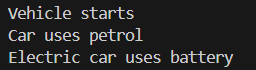 Vehicle starts
Car uses petrol
Electric car uses battery